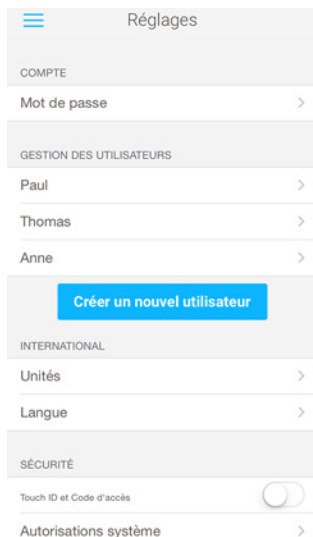 Réglages
COMPTE
Mot de passe
GESTION DES UTILISATEURS
Paul
Thomas
Anne
Créer un nouvel utilisateur
INTERNATIONAL
Unités
Langue
SÉCURITÉ
Touch ID et Code d'accès
Autorisations système